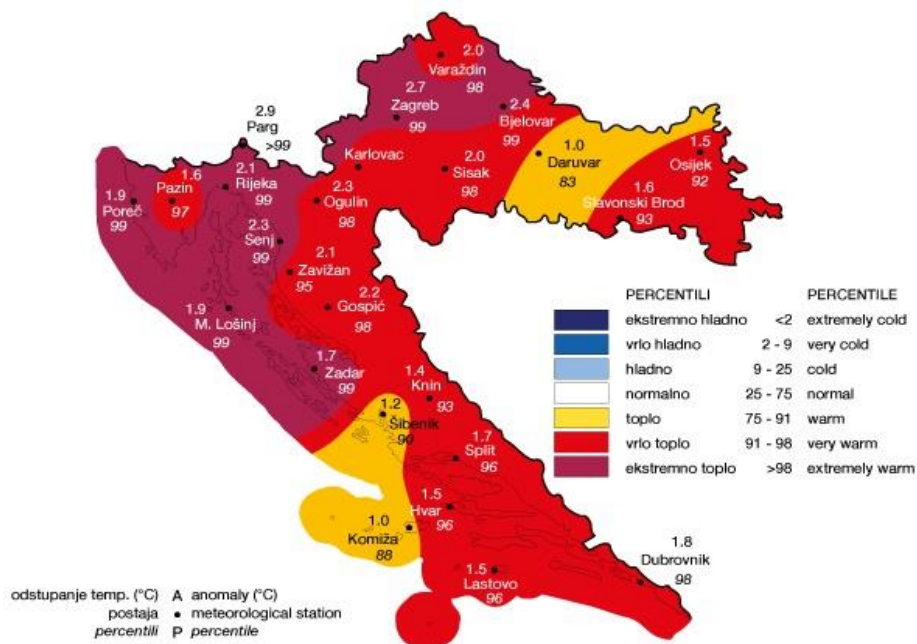 2.0
Varaždin
98
2.7
Zagreb
99
2.4
Bjelovar
99
2.9
Parg
>99
1.0
Daruvar
83
1.5
Osijek
92
Karlovac
2.0
Sisak
98
1.6
Pazin
97
2.1
Rijeka
99
1.9
Poreč
99
2.3
Ogulin
98
1.6
Slavonski Brod
93
2.3
Senj
99
2.1
Zavižan
95
2.2
Gospić
98
1.9
M. Lošinj
99
1.7
Zadar
99
1.4
Knin
93
1.2
Šibenik
90
1.7
Split
96
1.5
Hvar
96
1.0
Komiža
88
1.5
Lastovo
96
1.8
Dubrovnik
98
PERCENTILI PERCENTILE
ekstremno hladno <2 extremely cold
vrlo hladno 2 - 9 very cold
hladno 9 - 25 cold
normalno 25 - 75 normal
toplo 75 - 91 warm
vrlo toplo 91 - 98 very warm
ekstremno toplo >98 extremely warm
odstupanje temp. (°C) A anomaly (°C)
postaja • meteorological station
percentili P percentile